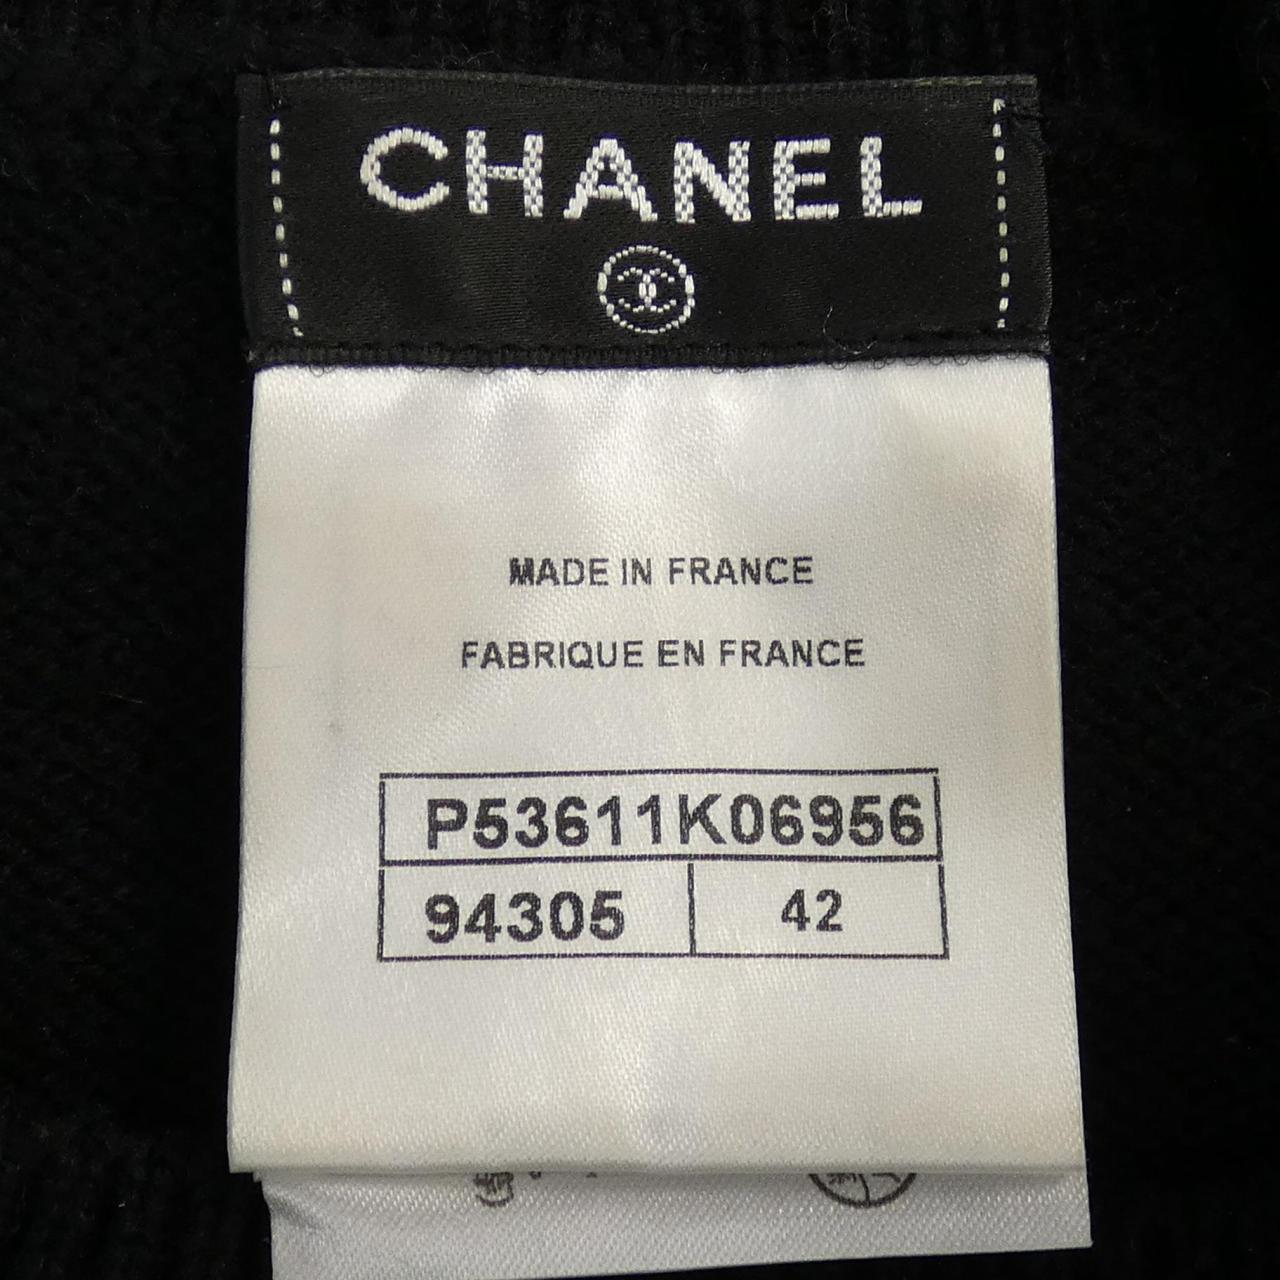 CHANEL
MADE IN FRANCE
FABRIQUE EN FRANCE
P53611K06956
94305 42